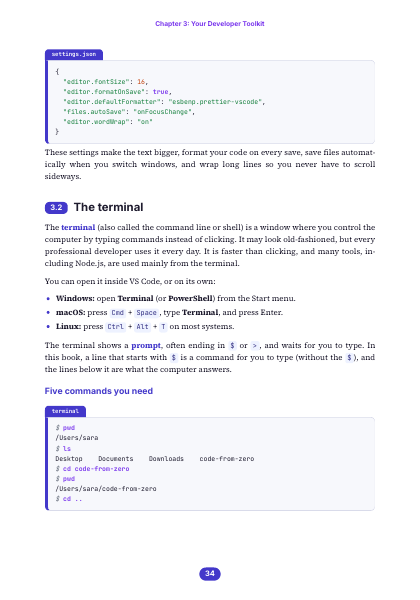 Chapter 3: Your Developer Toolkit
settings.json
{
  "editor.fontSize": 16,
  "editor.formatOnSave": true,
  "editor.defaultFormatter": "esbenp.prettier-vscode",
  "files.autoSave": "onFocusChange",
  "editor.wordWrap": "on"
}
These settings make the text bigger, format your code on every save, save files automat-
ically when you switch windows, and wrap long lines so you never have to scroll
sideways.
3.2 The terminal
The terminal (also called the command line or shell) is a window where you control the
computer by typing commands instead of clicking. It may look old-fashioned, but every
professional developer uses it every day. It is faster than clicking, and many tools, in-
cluding Node.js, are used mainly from the terminal.
You can open it inside VS Code, or on its own:
• Windows: open Terminal (or PowerShell) from the Start menu.
• macOS: press Cmd + Space, type Terminal, and press Enter.
• Linux: press Ctrl + Alt + T on most systems.
The terminal shows a prompt, often ending in $ or >, and waits for you to type. In
this book, a line that starts with $ is a command for you to type (without the $), and
the lines below it are what the computer answers.
Five commands you need
terminal
$ pwd
/Users/sara
$ ls
Desktop    Documents    Downloads    code-from-zero
$ cd code-from-zero
$ pwd
/Users/sara/code-from-zero
$ cd ..
34